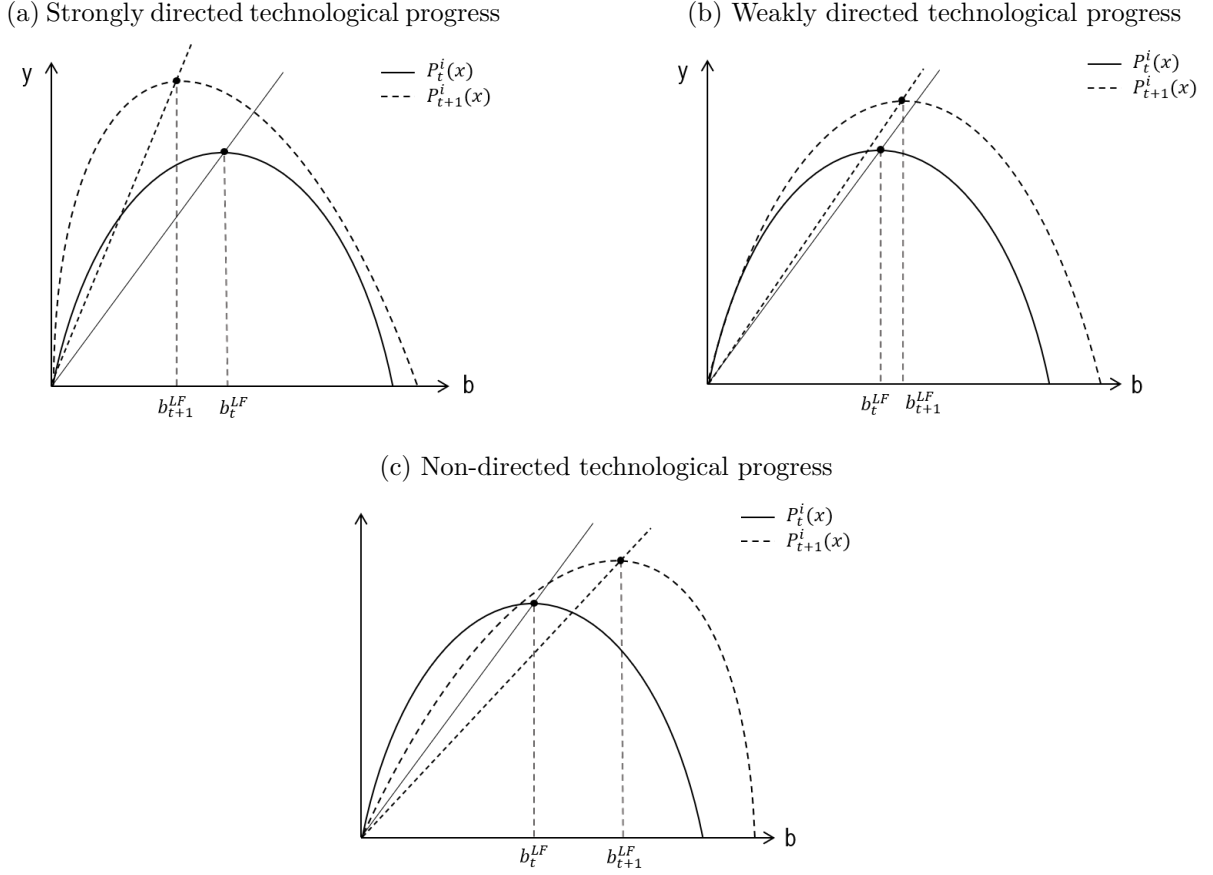 (a) Strongly directed technological progress
y
P_t^i(x)
P_{t+1}^i(x)
b
b_{t+1}^{LF}
b_t^{LF}
(b) Weakly directed technological progress
y
P_t^i(x)
P_{t+1}^i(x)
b
b_t^{LF}
b_{t+1}^{LF}
(c) Non-directed technological progress
P_t^i(x)
P_{t+1}^i(x)
b
b_t^{LF}
b_{t+1}^{LF}